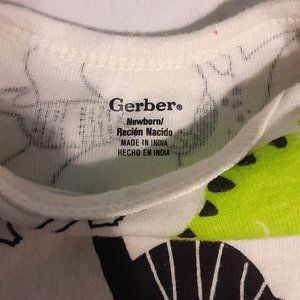 Gerber®
Newborn/
Recién Nacido
MADE IN INDIA
HECHO EN INDIA